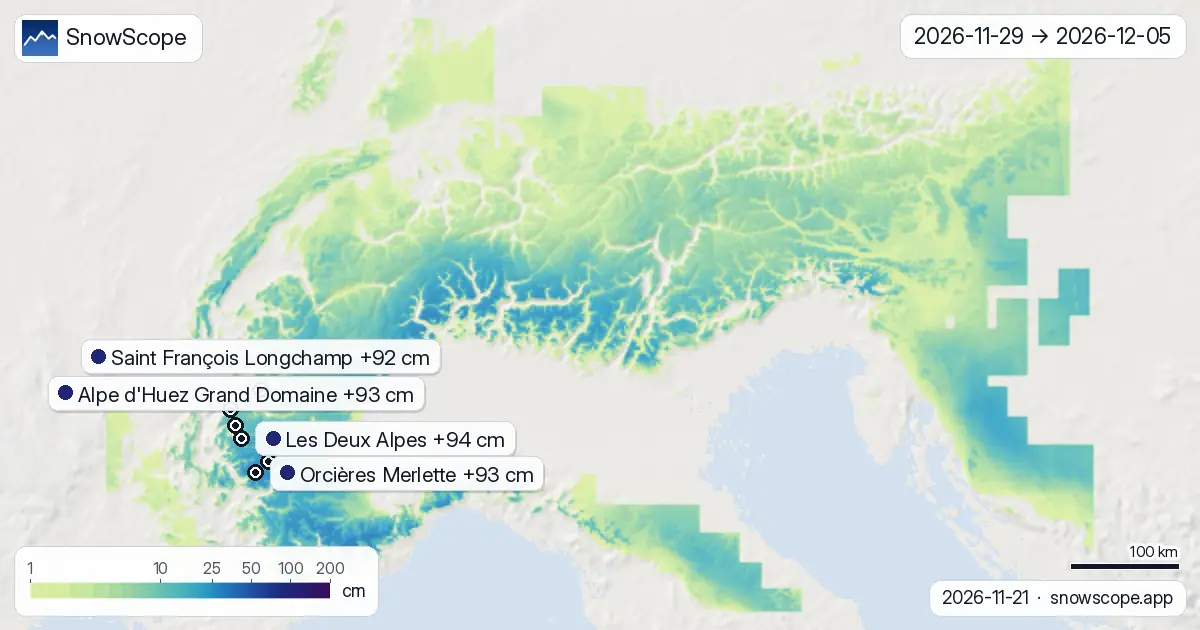 SnowScope
2026-11-29 → 2026-12-05
Saint François Longchamp +92 cm
Alpe d'Huez Grand Domaine +93 cm
Les Deux Alpes +94 cm
Orcières Merlette +93 cm
1 10 25 50 100 200
cm
100 km
2026-11-21 · snowscope.app